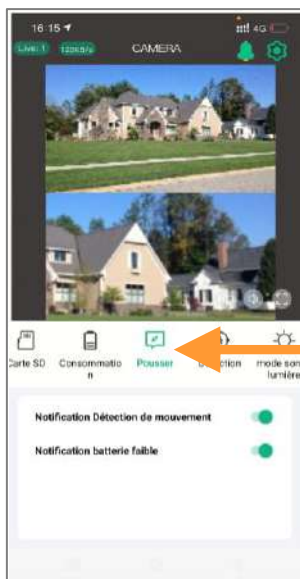 16:15
4G
Live: 1
CAMERA
Carte SD
Consommatio
n
Pousser
mode son
lumière
Notification Détection de mouvement
Notification batterie faible